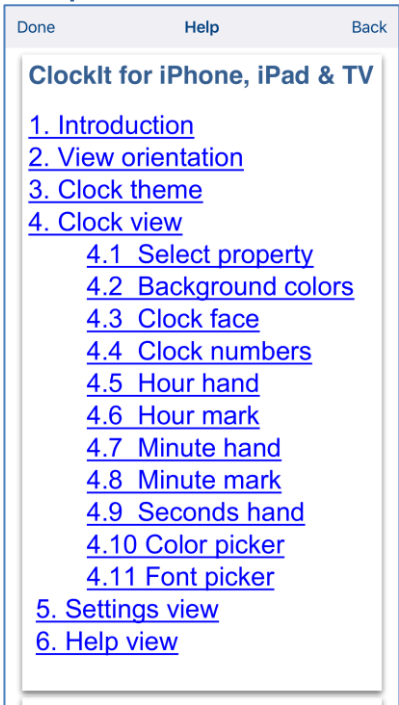 Done Help Back
ClockIt for iPhone, iPad & TV
1. Introduction
2. View orientation
3. Clock theme
4. Clock view
4.1 Select property
4.2 Background colors
4.3 Clock face
4.4 Clock numbers
4.5 Hour hand
4.6 Hour mark
4.7 Minute hand
4.8 Minute mark
4.9 Seconds hand
4.10 Color picker
4.11 Font picker
5. Settings view
6. Help view